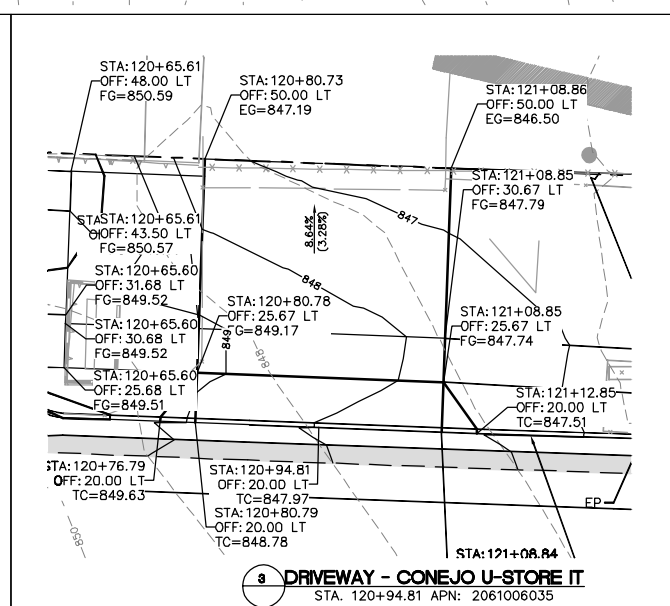 STA: 120+65.61
OFF: 48.00 LT
FG=850.59
STA: 120+80.73
OFF: 50.00 LT
EG=847.19
STA: 121+08.86
OFF: 50.00 LT
EG=846.50
STA: 121+08.85
OFF: 30.67 LT
FG=847.79
847
8.64%
(3.28%)
STA: 120+65.61
OFF: 43.50 LT
FG=850.57
STA: 120+65.60
OFF: 31.68 LT
FG=849.52
848
STA: 120+80.78
OFF: 25.67 LT
FG=849.17
STA: 121+08.85
OFF: 25.67 LT
FG=847.74
STA: 120+65.60
OFF: 30.68 LT
FG=849.52
849
848
STA: 120+65.60
OFF: 25.68 LT
FG=849.51
STA: 121+12.85
OFF: 20.00 LT
TC=847.51
STA: 120+76.79
OFF: 20.00 LT
TC=849.63
STA: 120+94.81
OFF: 20.00 LT
TC=847.97
STA: 120+80.79
OFF: 20.00 LT
TC=848.78
EP
850
STA: 121+08.84
3 DRIVEWAY - CONEJO U-STORE IT
STA. 120+94.81 APN: 2061006035